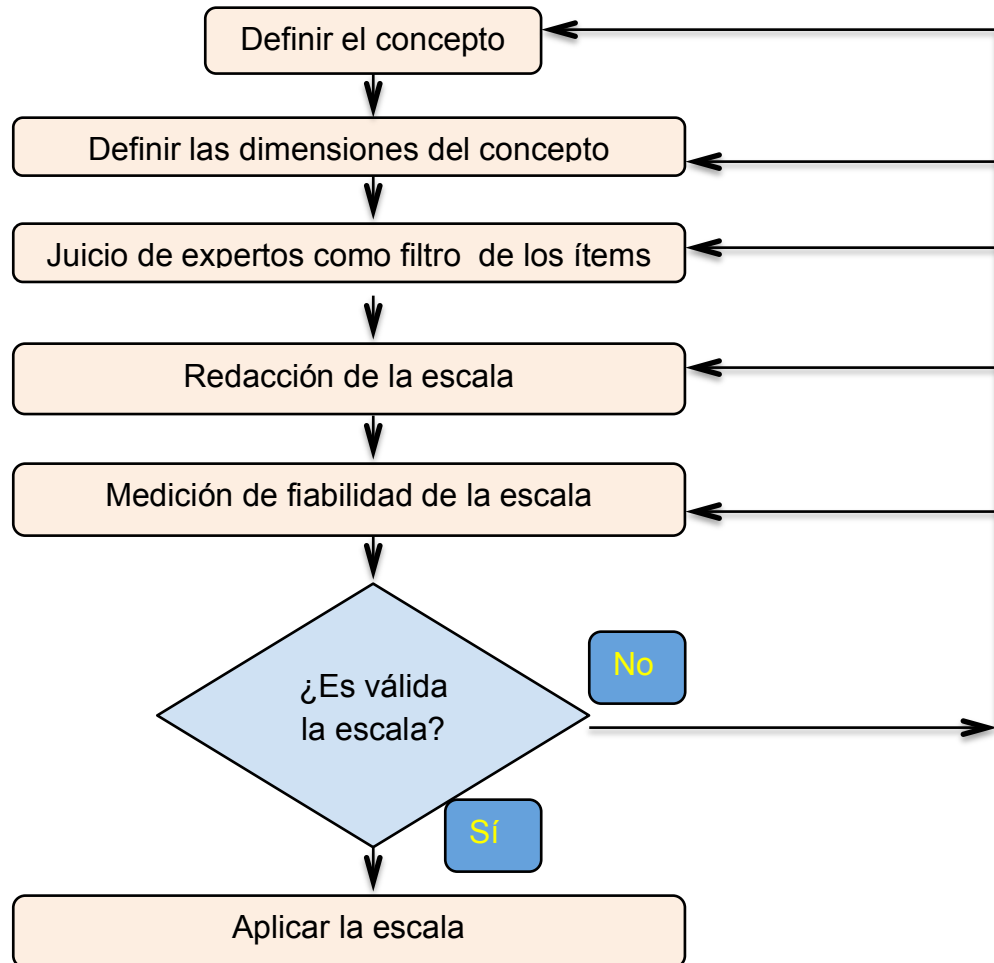 Definir el concepto
Definir las dimensiones del concepto
Juicio de expertos como filtro de los ítems
Redacción de la escala
Medición de fiabilidad de la escala
¿Es válida
la escala?
No
Sí
Aplicar la escala